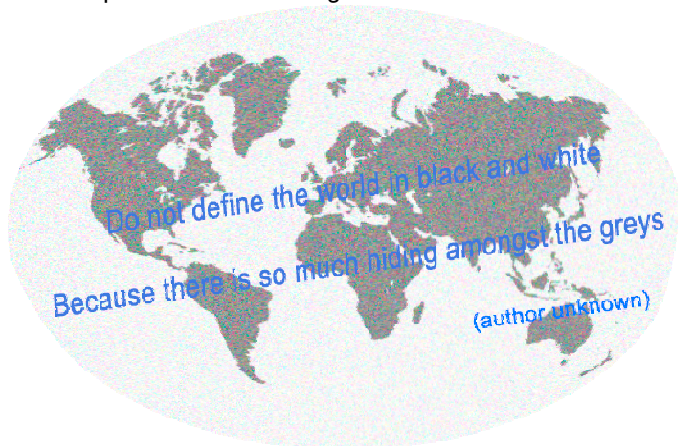 Do not define the world in black and white
Because there is so much hiding amongst the greys
(author unknown)